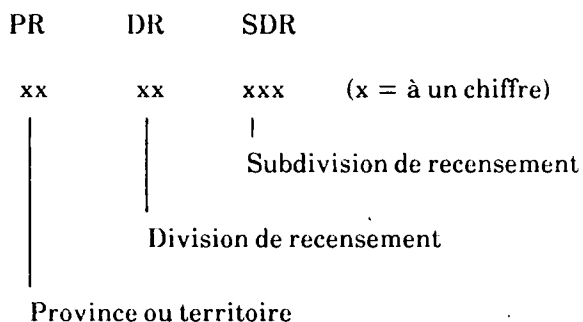 PR DR SDR
xx xx xxx (x = à un chiffre)
Subdivision de recensement
Division de recensement
Province ou territoire